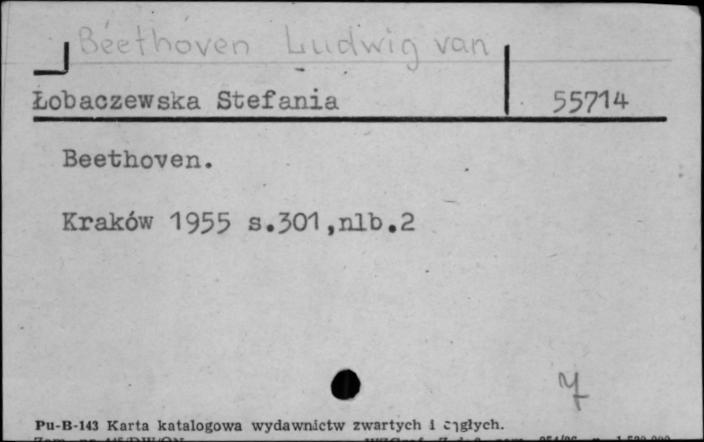 Beethoven Ludwig van
Łobaczewska Stefania 55714
Beethoven.
Kraków 1955 s.301,nlb.2
Pu-B-143 Karta katalogowa wydawnictw zwartych i ciągłych.